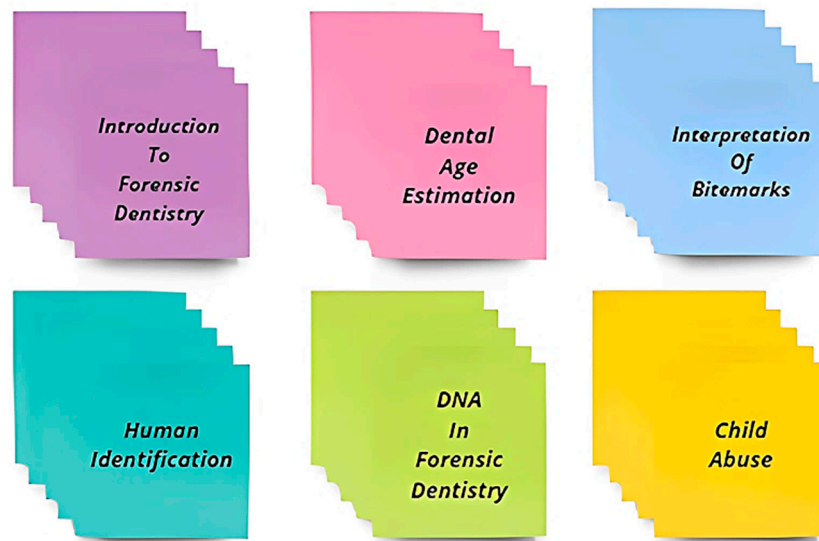 Introduction
To
Forensic
Dentistry
Dental
Age
Estimation
Interpretation
Of
Bitemarks
Human
Identification
DNA
In
Forensic
Dentistry
Child
Abuse